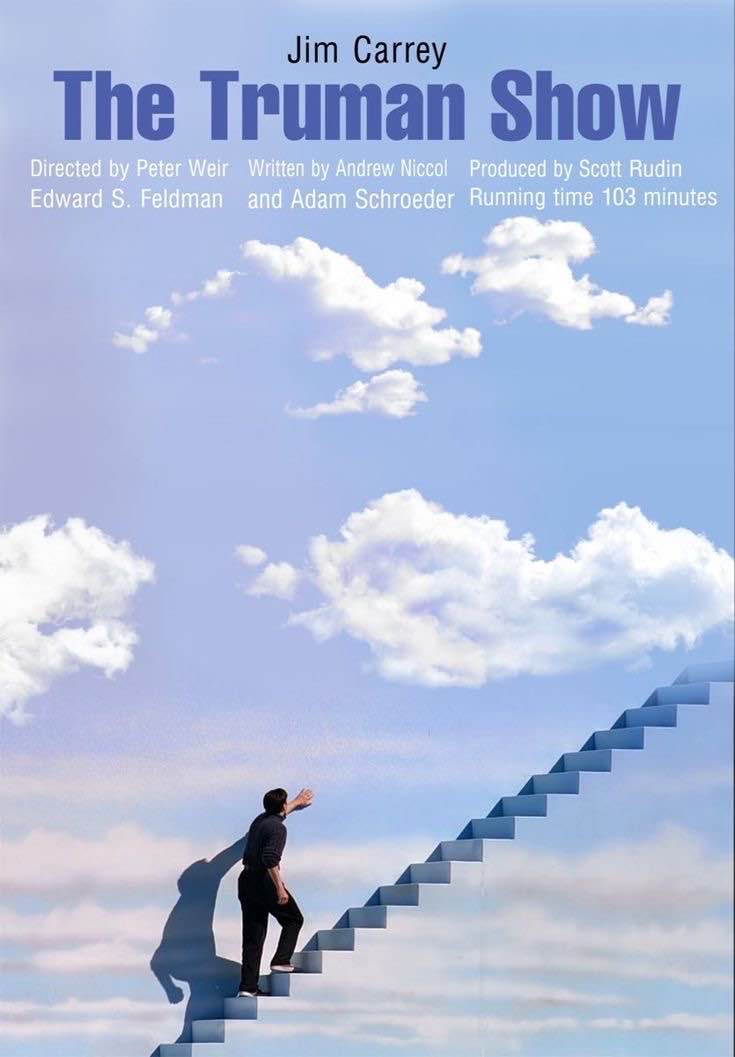 Jim Carrey
The Truman Show
Directed by Peter Weir Written by Andrew Niccol Produced by Scott Rudin
Edward S. Feldman and Adam Schroeder Running time 103 minutes